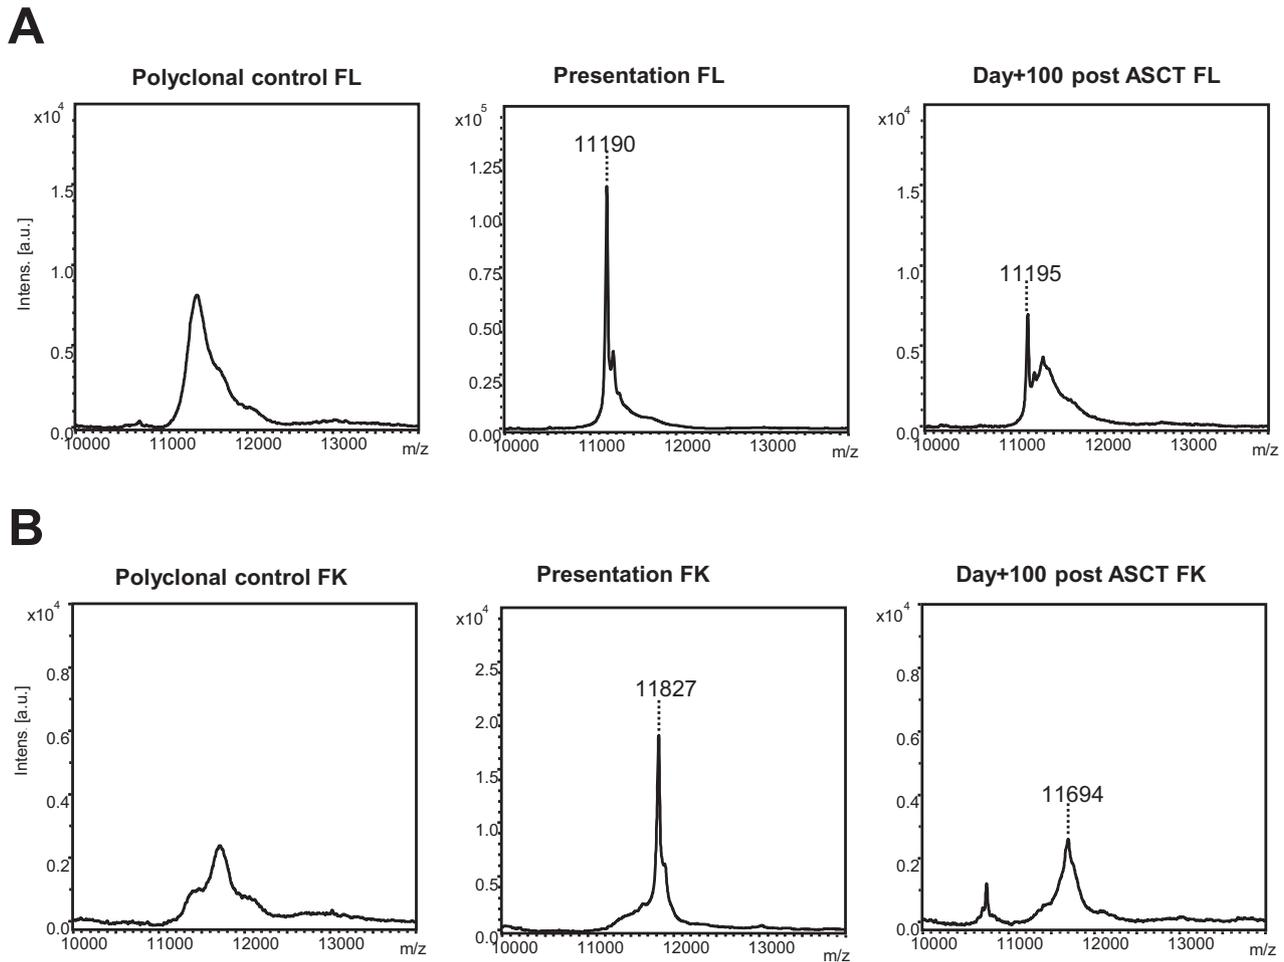 A
Polyclonal control FL
Presentation FL
Day+100 post ASCT FL
x10^4
1.5
1.0
0.5
0.0
Intens. [a.u.]
10000 11000 12000 13000
m/z
x10^5
1.25
1.00
0.75
0.50
0.25
0.00
11190
10000 11000 12000 13000
m/z
x10^4
1.5
1.0
0.5
0.0
11195
10000 11000 12000 13000
m/z
B
Polyclonal control FK
Presentation FK
Day+100 post ASCT FK
x10^4
0.8
0.6
0.4
0.2
0.0
Intens. [a.u.]
10000 11000 12000 13000
m/z
x10^4
2.5
2.0
1.5
1.0
0.5
0.0
11827
10000 11000 12000 13000
m/z
x10^4
0.8
0.6
0.4
0.2
0.0
11694
10000 11000 12000 13000
m/z